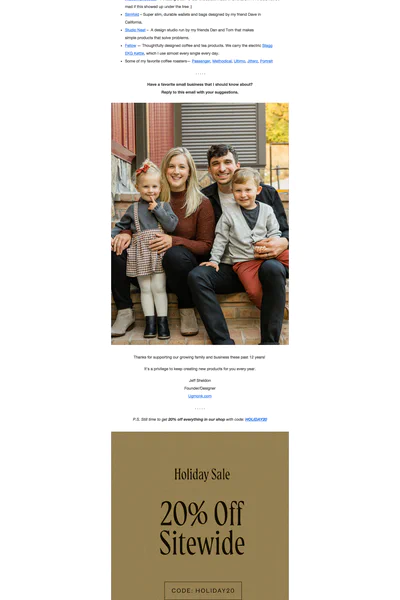 mad if this showed up under the tree :)
Slimfold – Super slim, durable wallets and bags designed by my friend Dave in
California.
Studio Neat – A design studio run by my friends Dan and Tom that makes
simple products that solve problems.
Fellow – Thoughtfully designed coffee and tea products. We carry the electric Stagg
EKG Kettle, which I use almost every single day.
Some of my favorite coffee roasters— Passenger, Methodical, Ultimo, Jittery, Portrait
- - - - -
Have a favorite small business that I should know about?
Reply to this email with your suggestions.
Thanks for supporting our growing family and business these past 12 years!
It's a privilege to keep creating new products for you every year.
Jeff Sheldon
Founder/Designer
Ugmonk.com
- - - - -
P.S. Still time to get 20% off everything in our shop with code: HOLIDAY20
Holiday Sale
20% Off
Sitewide
CODE: HOLIDAY20